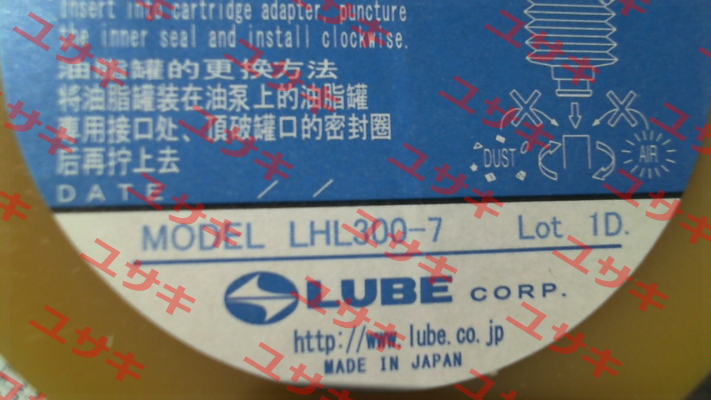 Insert into cartridge adapter, puncture
the inner seal and install clockwise.
油脂罐的更换方法
将油脂罐装在油泵上的油脂罐
専用接口处、頂破罐口的密封圈
后再拧上去
DATE / /
DUST
AIR
MODEL LHL300-7 Lot 1D.
LUBE CORP.
http://www.lube.co.jp
MADE IN JAPAN
ユサキ